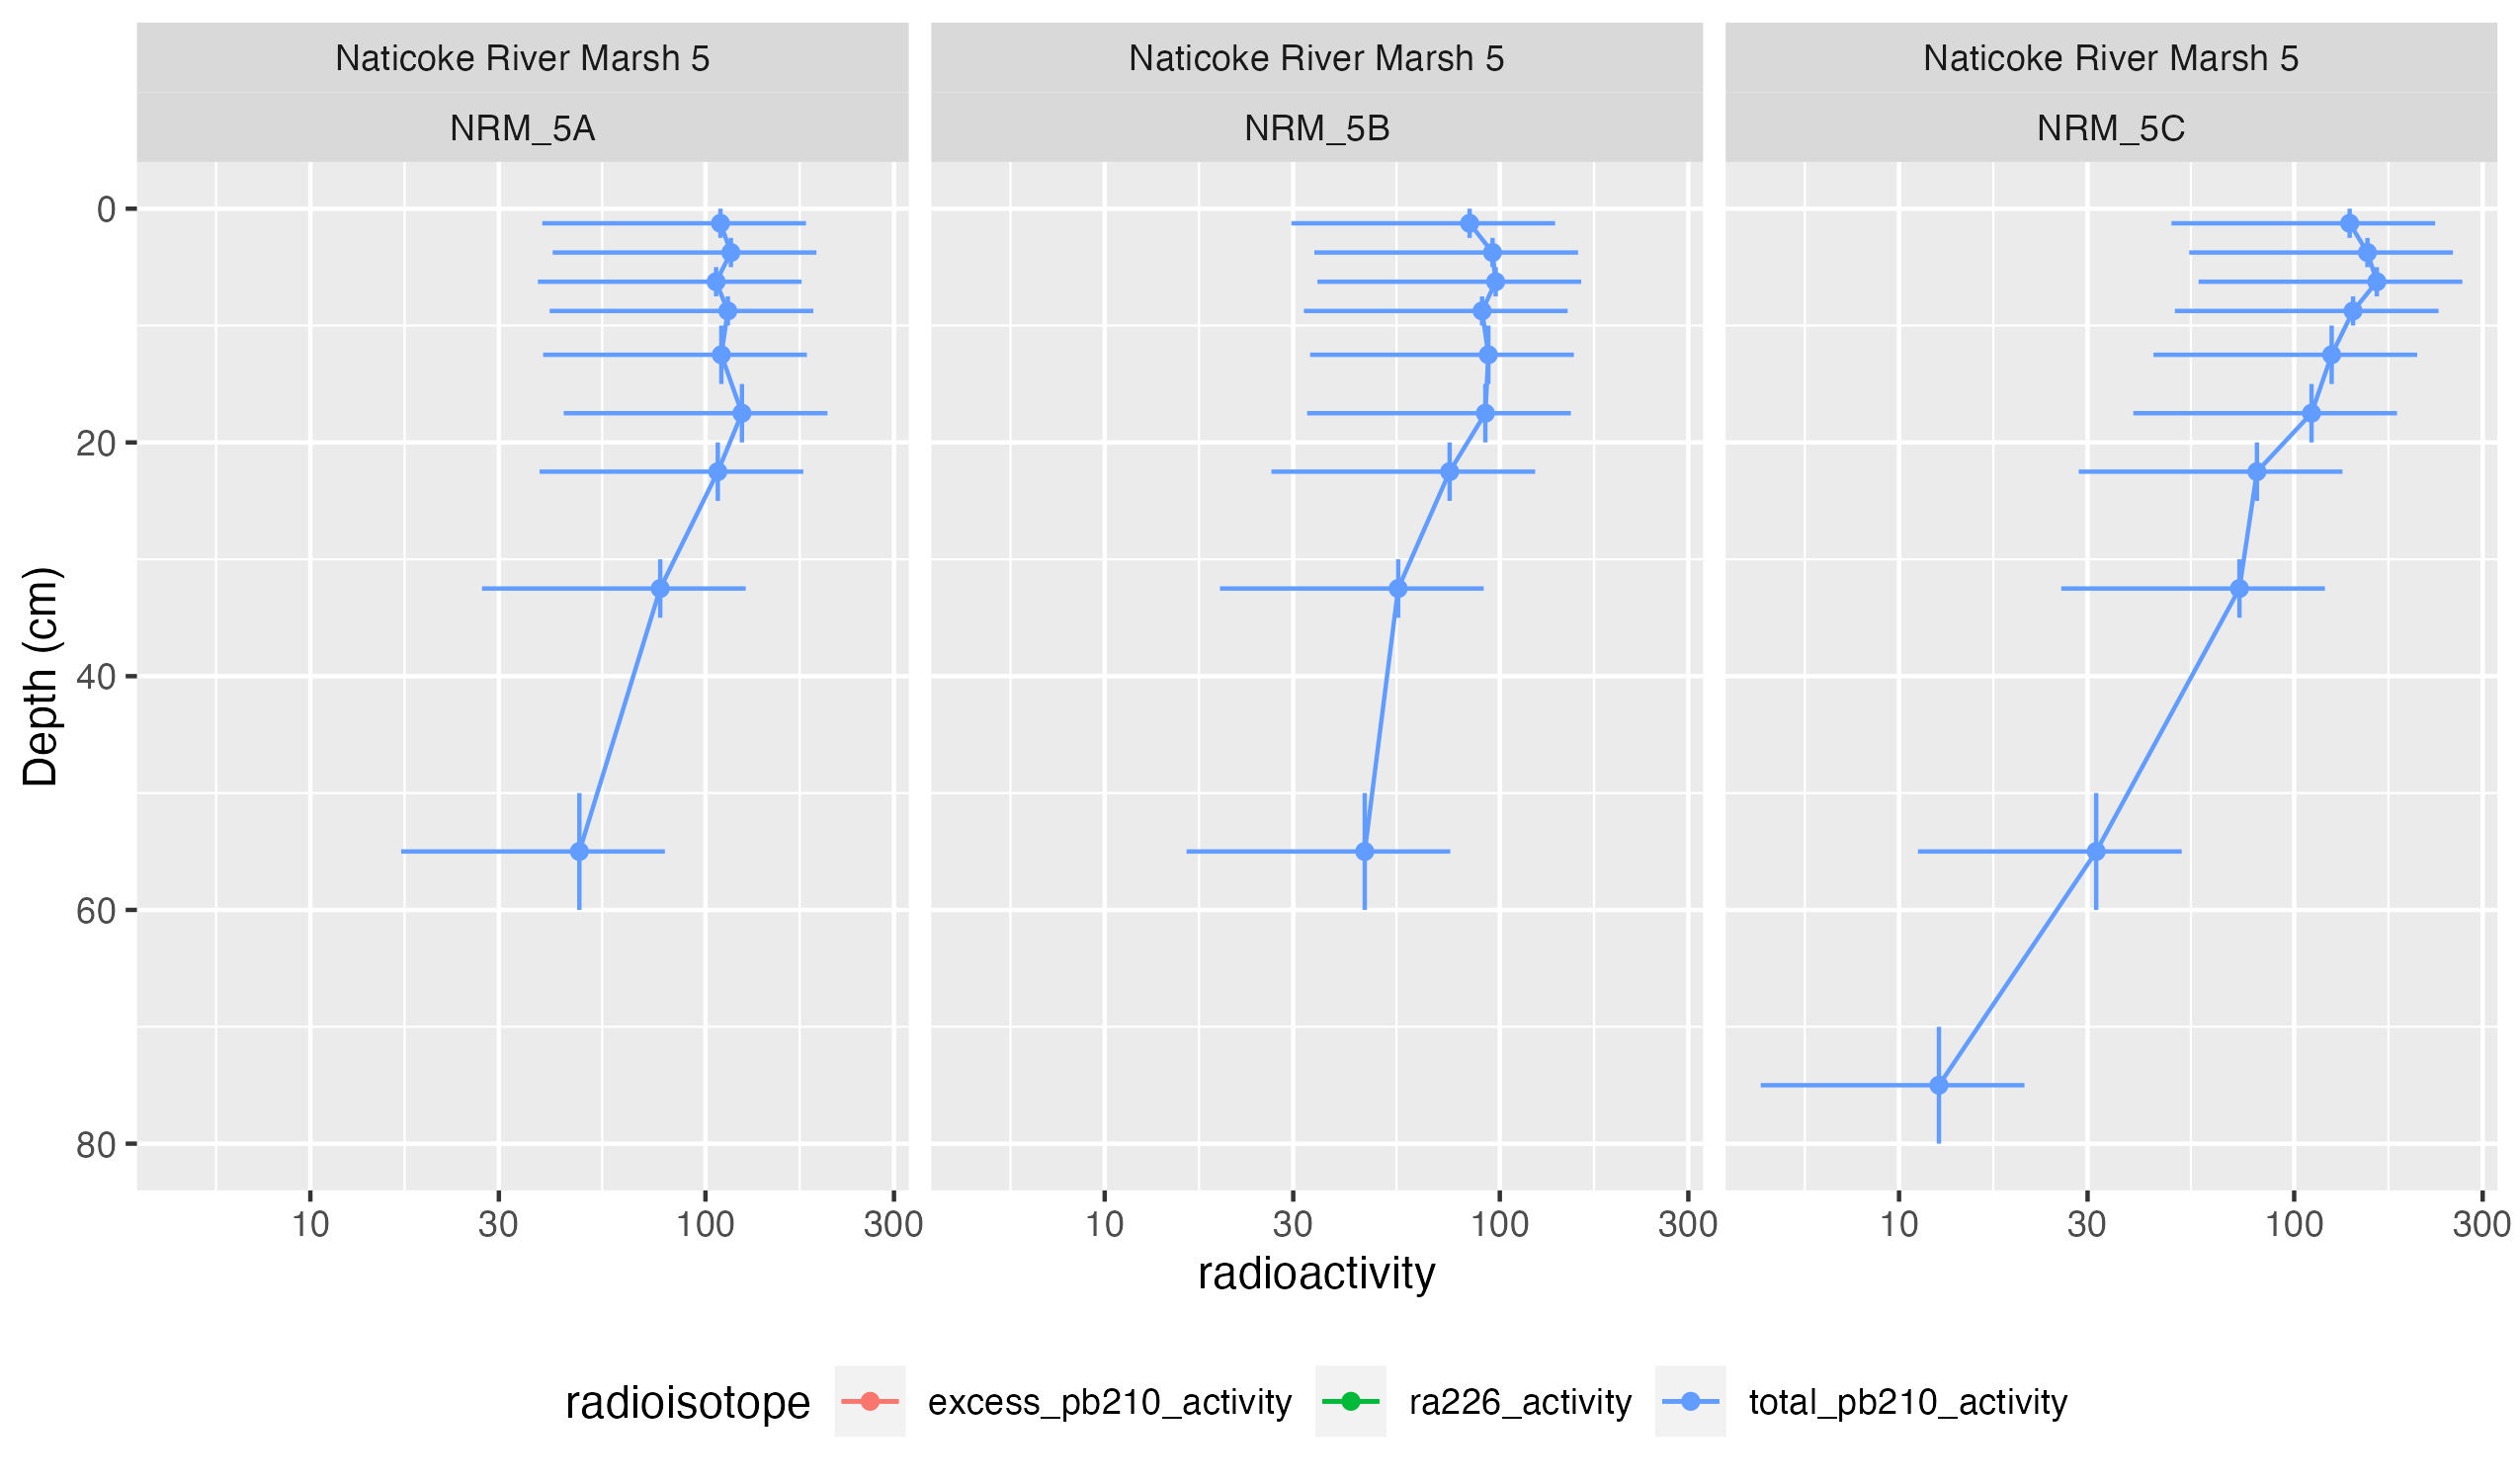 Naticoke River Marsh 5 Naticoke River Marsh 5 Naticoke River Marsh 5
NRM_5A NRM_5B NRM_5C
0
20
40
60
80
Depth (cm)
10 30 100 300 10 30 100 300 10 30 100 300
radioactivity
radioisotope excess_pb210_activity ra226_activity total_pb210_activity